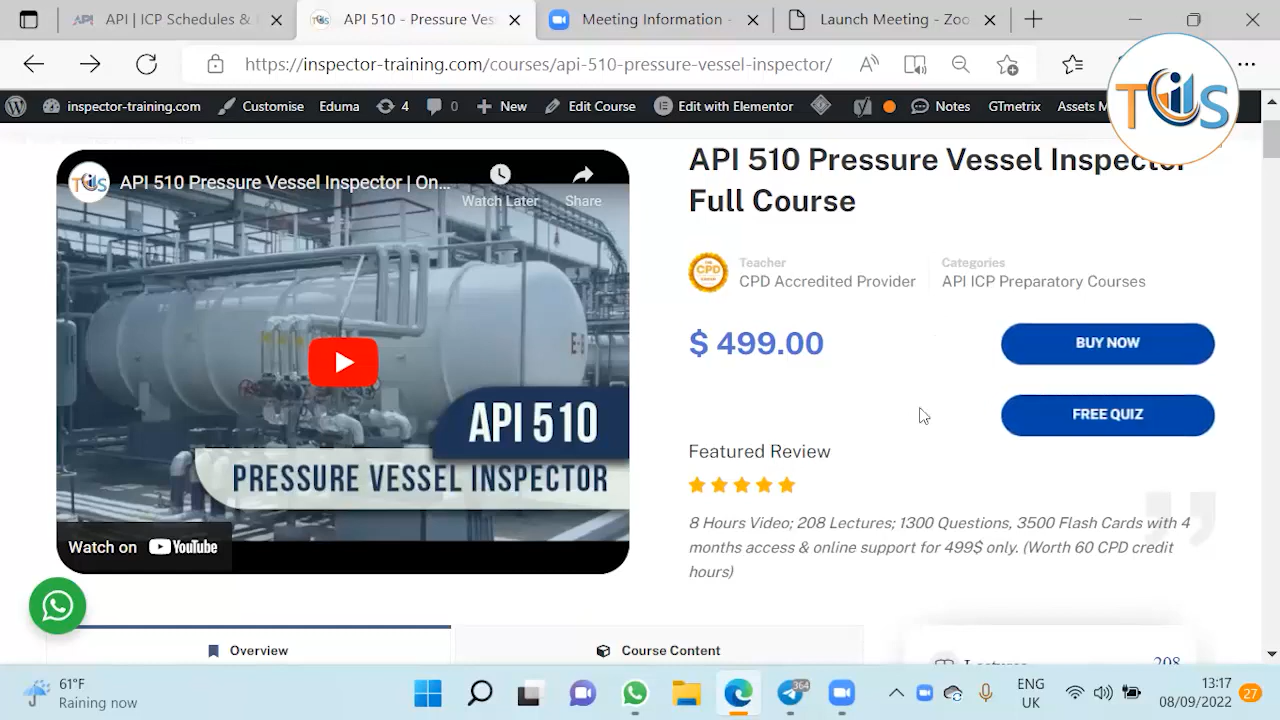 API | ICP Schedules &
API 510 - Pressure Ves
Meeting Information -
Launch Meeting - Zoo
https://inspector-training.com/courses/api-510-pressure-vessel-inspector/
inspector-training.com
Customise
Eduma
4
0
New
Edit Course
Edit with Elementor
Notes
GTmetrix
Assets M
TIS
API 510 Pressure Vessel Inspector | On...
Watch Later
Share
E-8
API 510
PRESSURE VESSEL INSPECTOR
Watch on YouTube
API 510 Pressure Vessel Inspector
Full Course
CPD
Teacher
CPD Accredited Provider
Categories
API ICP Preparatory Courses
$ 499.00
BUY NOW
FREE QUIZ
Featured Review
8 Hours Video; 208 Lectures; 1300 Questions, 3500 Flash Cards with 4
months access & online support for 499$ only. (Worth 60 CPD credit
hours)
Overview
Course Content
Lectures
208
61°F
Raining now
364
ENG
UK
13:17
08/09/2022
27